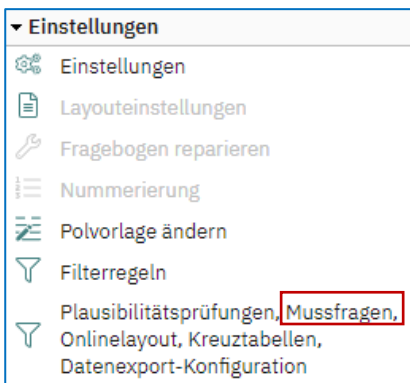 Einstellungen
Einstellungen
Layouteinstellungen
Fragebogen reparieren
Nummerierung
Polvorlage ändern
Filterregeln
Plausibilitätsprüfungen, Mussfragen,
Onlinelayout, Kreuztabellen,
Datenexport-Konfiguration